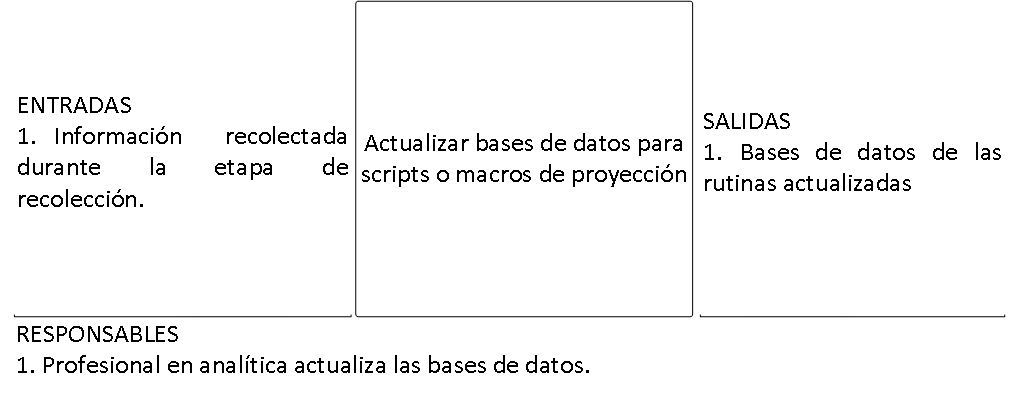 ENTRADAS
1. Información recolectada
durante la etapa de
recolección.
Actualizar bases de datos para
scripts o macros de proyección
SALIDAS
1. Bases de datos de las
rutinas actualizadas
RESPONSABLES
1. Profesional en analítica actualiza las bases de datos.